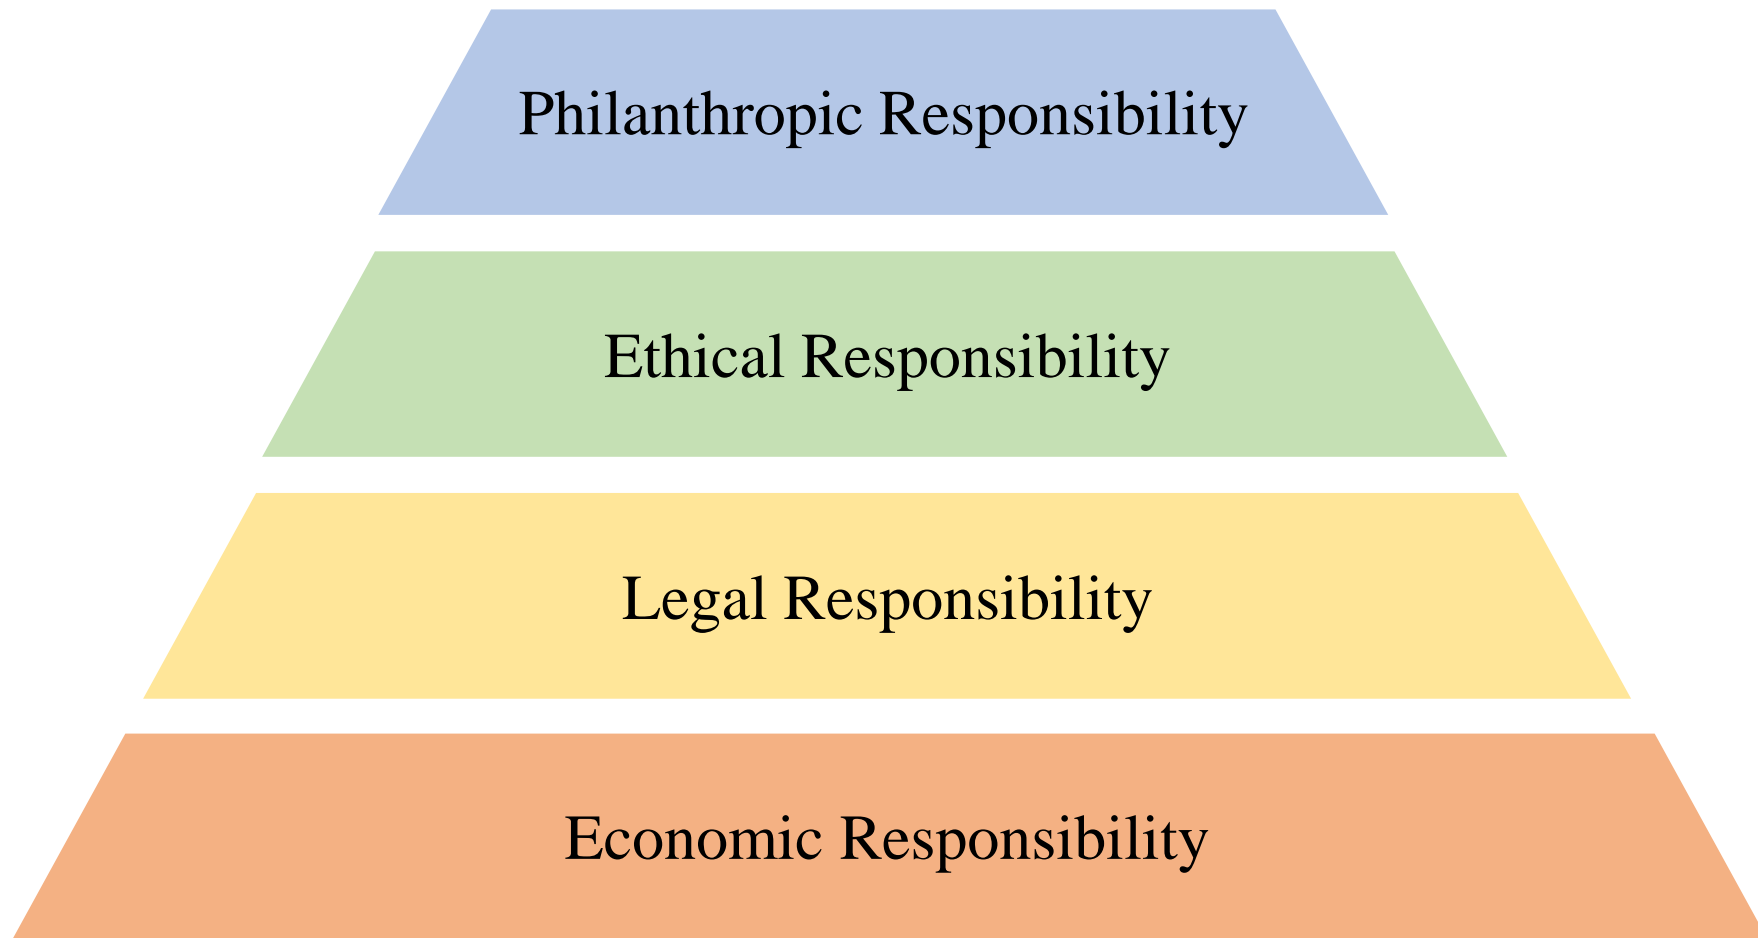 Philanthropic Responsibility
Ethical Responsibility
Legal Responsibility
Economic Responsibility